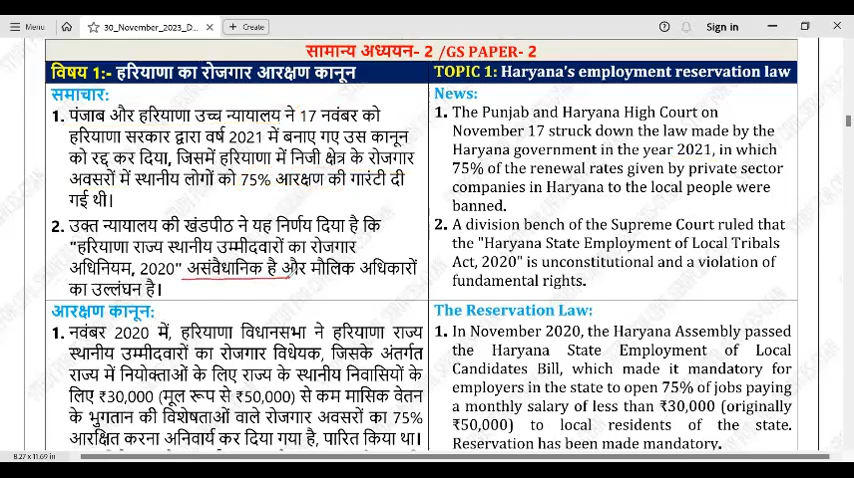 Menu
30_November_2023_D...
Create
Sign in
सामान्य अध्ययन- 2 /GS PAPER- 2
विषय 1:- हरियाणा का रोजगार आरक्षण कानून
समाचार:
1. पंजाब और हरियाणा उच्च न्यायालय ने 17 नवंबर को
हरियाणा सरकार द्वारा वर्ष 2021 में बनाए गए उस कानून
को रद्द कर दिया, जिसमें हरियाणा में निजी क्षेत्र के रोजगार
अवसरों में स्थानीय लोगों को 75% आरक्षण की गारंटी दी
गई थी।
2. उक्त न्यायालय की खंडपीठ ने यह निर्णय दिया है कि
"हरियाणा राज्य स्थानीय उम्मीदवारों का रोजगार
अधिनियम, 2020" असंवैधानिक है और मौलिक अधिकारों
का उल्लंघन है।
आरक्षण कानून:
1. नवंबर 2020 में, हरियाणा विधानसभा ने हरियाणा राज्य
स्थानीय उम्मीदवारों का रोजगार विधेयक, जिसके अंतर्गत
राज्य में नियोक्ताओं के लिए राज्य के स्थानीय निवासियों के
लिए ₹30,000 (मूल रूप से ₹50,000) से कम मासिक वेतन
के भुगतान की विशेषताओं वाले रोजगार अवसरों का 75%
आरक्षित करना अनिवार्य कर दिया गया है, पारित किया था।
TOPIC 1: Haryana's employment reservation law
News:
1. The Punjab and Haryana High Court on
November 17 struck down the law made by the
Haryana government in the year 2021, in which
75% of the renewal rates given by private sector
companies in Haryana to the local people were
banned.
2. A division bench of the Supreme Court ruled that
the "Haryana State Employment of Local Tribals
Act, 2020" is unconstitutional and a violation of
fundamental rights.
The Reservation Law:
1. In November 2020, the Haryana Assembly passed
the Haryana State Employment of Local
Candidates Bill, which made it mandatory for
employers in the state to open 75% of jobs paying
a monthly salary of less than ₹30,000 (originally
₹50,000) to local residents of the state.
Reservation has been made mandatory.
8.27 x 11.69 in